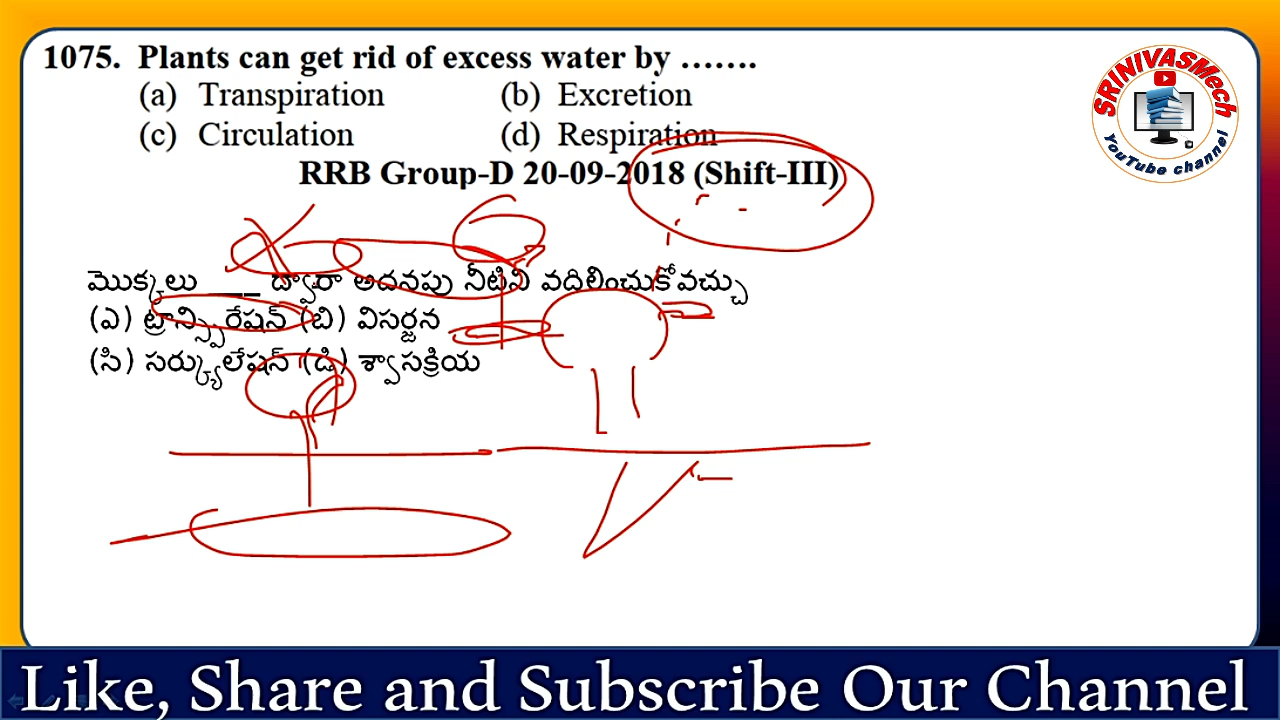 1075. Plants can get rid of excess water by …….
(a) Transpiration (b) Excretion
(c) Circulation (d) Respiration
RRB Group-D 20-09-2018 (Shift-III)
మొక్కలు ___ ద్వారా అదనపు నీటిని వదిలించుకోవచ్చు
(ఎ) ట్రాన్స్పిరేషన్ (బి) విసర్జన
(సి) సర్క్యులేషన్ (డి) శ్వాసక్రియ
SRINIVASMech
YouTube channel
Like, Share and Subscribe Our Channel